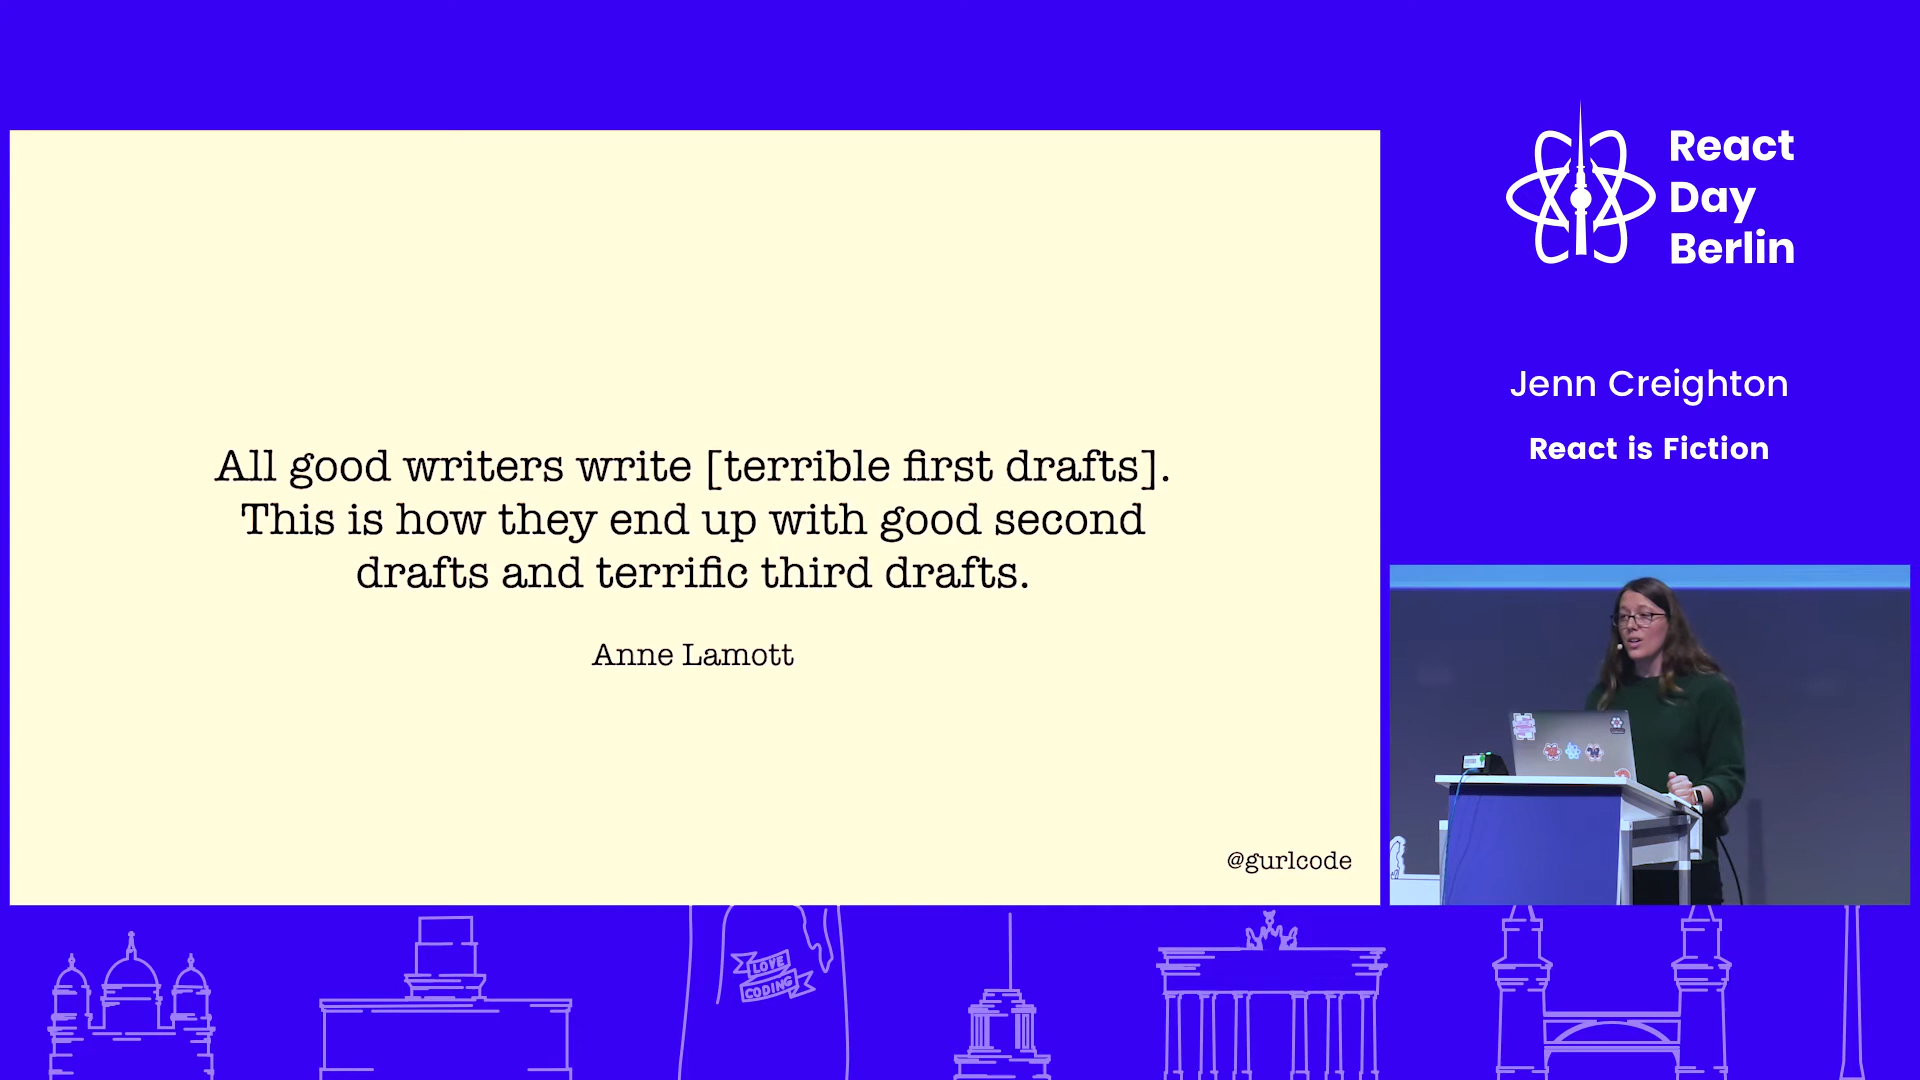 All good writers write [terrible first drafts].
This is how they end up with good second
drafts and terrific third drafts.
Anne Lamott
@gurlcode
React
Day
Berlin
Jenn Creighton
React is Fiction
LOVE
CODING